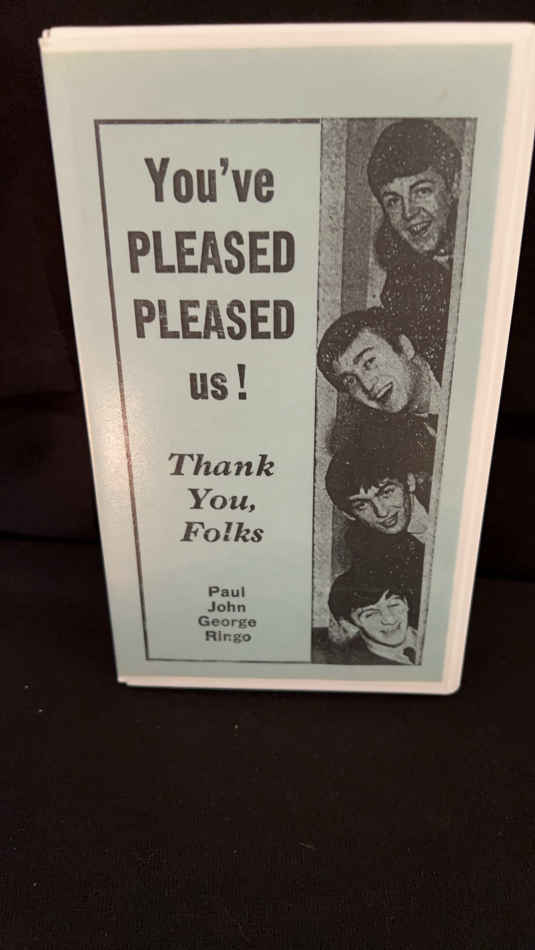 You've
PLEASED
PLEASED
us!
Thank
You,
Folks
Paul
John
George
Ringo